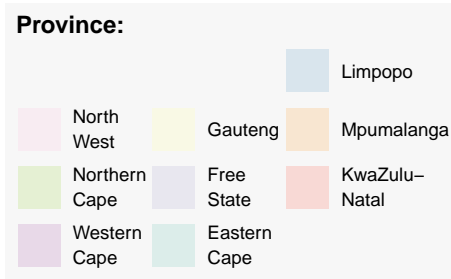 Province:
Limpopo
North
West
Gauteng
Mpumalanga
Northern
Cape
Free
State
KwaZulu–
Natal
Western
Cape
Eastern
Cape